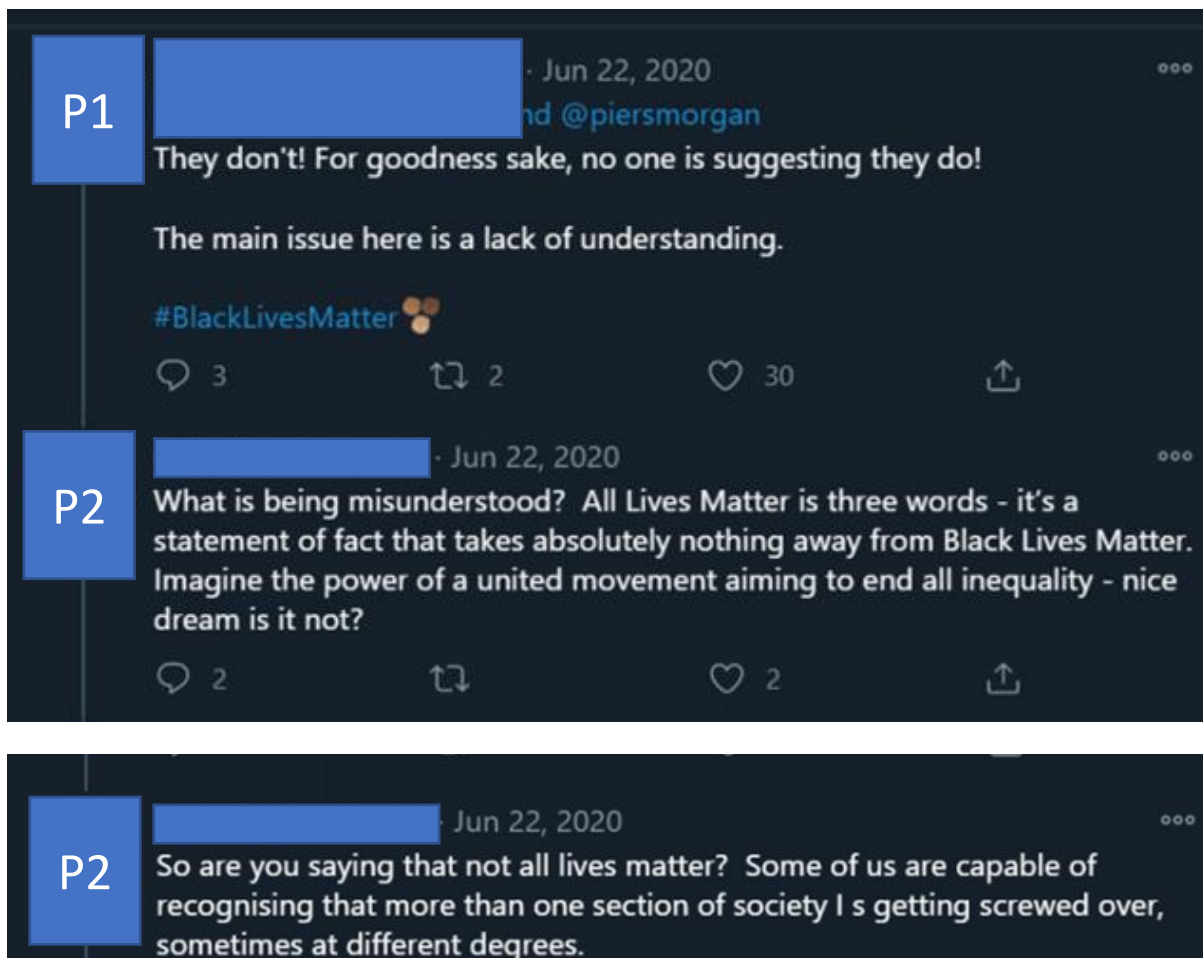 P1
· Jun 22, 2020
@piersmorgan
They don't! For goodness sake, no one is suggesting they do!
The main issue here is a lack of understanding.
#BlackLivesMatter
3 2 30
P2
· Jun 22, 2020
What is being misunderstood? All Lives Matter is three words - it's a
statement of fact that takes absolutely nothing away from Black Lives Matter.
Imagine the power of a united movement aiming to end all inequality - nice
dream is it not?
2 2
P2
Jun 22, 2020
So are you saying that not all lives matter? Some of us are capable of
recognising that more than one section of society I s getting screwed over,
sometimes at different degrees.